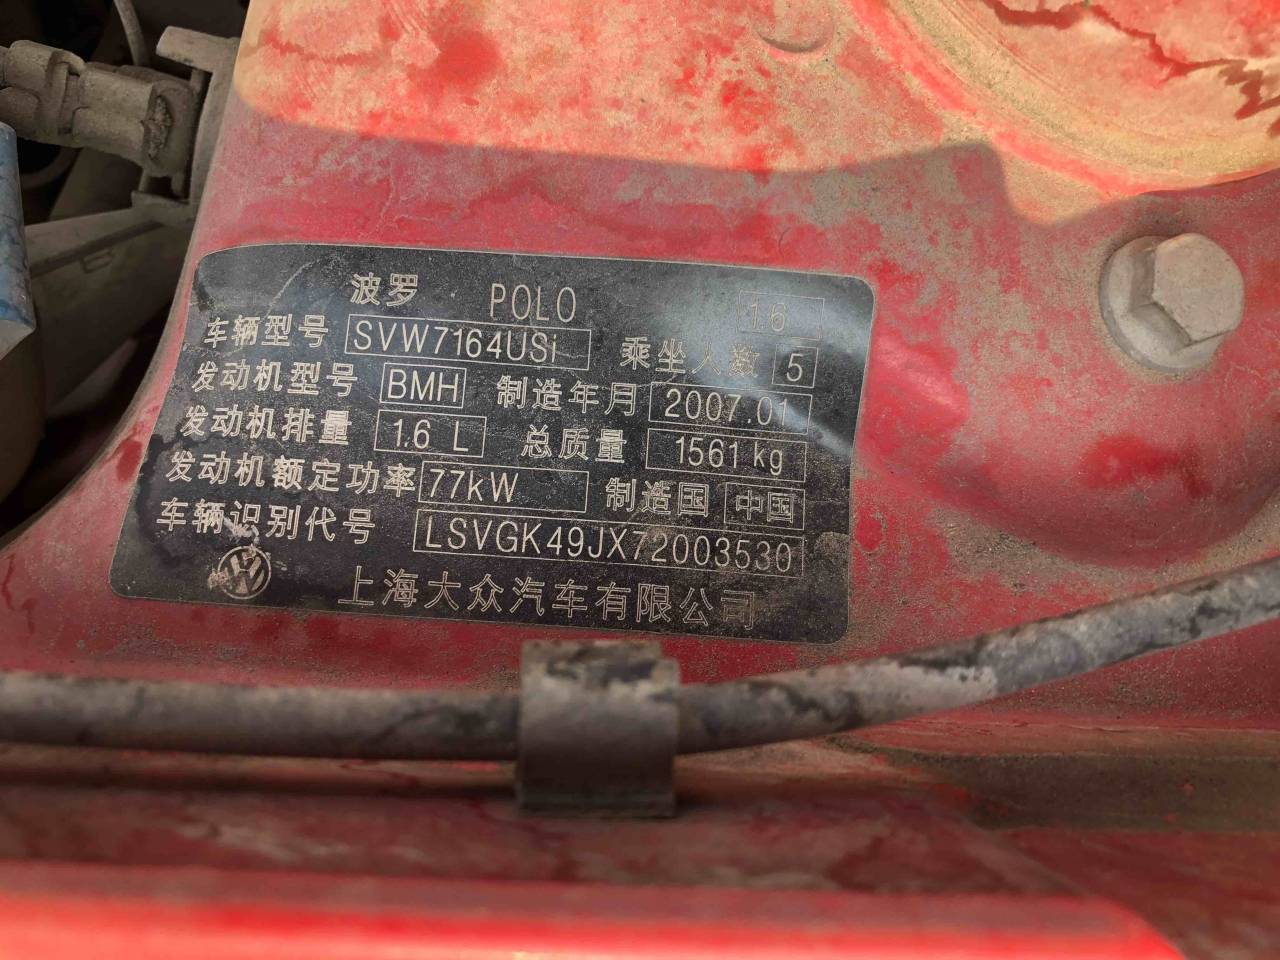 波罗 POLO 1.6
车辆型号 SVW7164USi 乘坐人数 5
发动机型号 BMH 制造年月 2007.01
发动机排量 1.6 L 总质量 1561 kg
发动机额定功率 77kW 制造国 中国
车辆识别代号 LSVGK49JX72003530
上海大众汽车有限公司